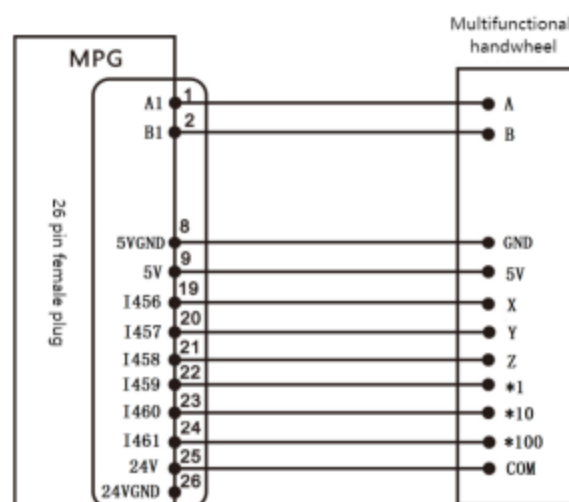 Multifunctional
handwheel
MPG
26 pin female plug
A1 1 A
B1 2 B
5VGND 8 GND
5V 9 5V
I456 19 X
I457 20 Y
I458 21 Z
I459 22 *1
I460 23 *10
I461 24 *100
24V 25 COM
24VGND 26